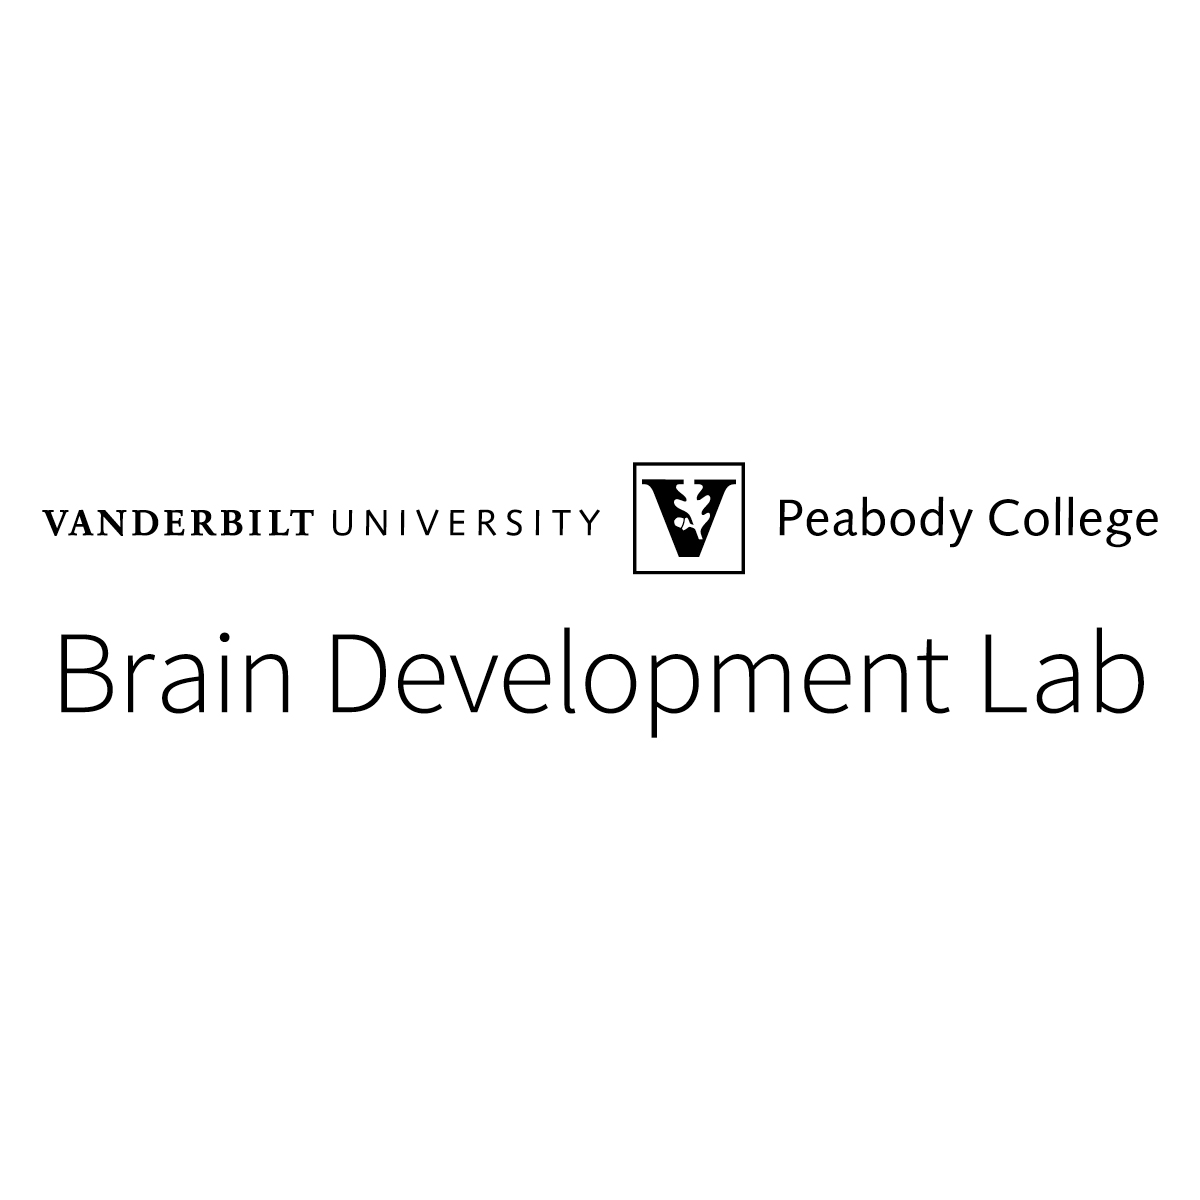 VANDERBILT UNIVERSITY V Peabody College
Brain Development Lab